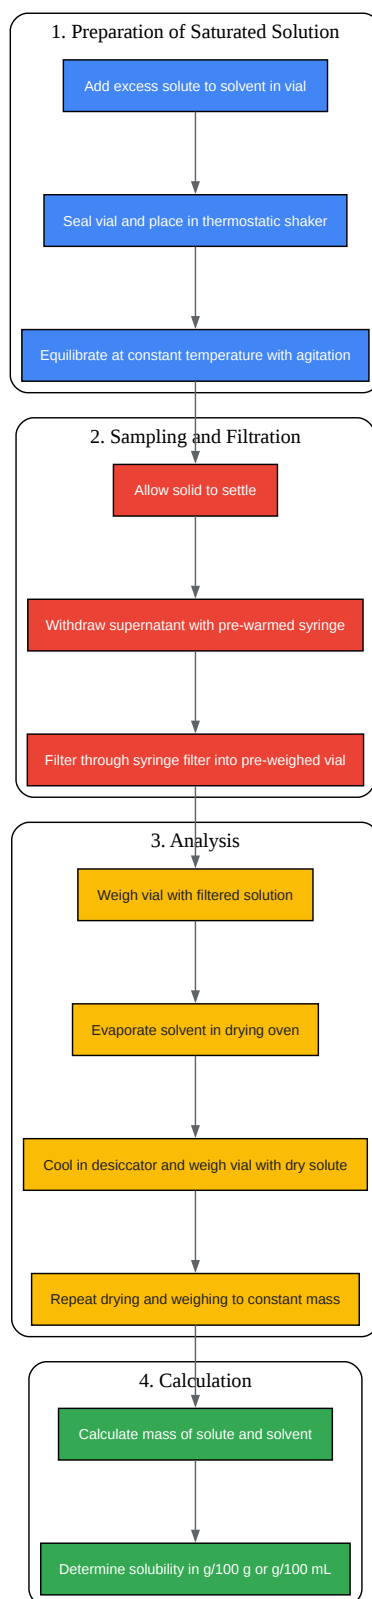 1. Preparation of Saturated Solution
Add excess solute to solvent in vial
Seal vial and place in thermostatic shaker
Equilibrate at constant temperature with agitation
2. Sampling and Filtration
Allow solid to settle
Withdraw supernatant with pre-warmed syringe
Filter through syringe filter into pre-weighed vial
3. Analysis
Weigh vial with filtered solution
Evaporate solvent in drying oven
Cool in desiccator and weigh vial with dry solute
Repeat drying and weighing to constant mass
4. Calculation
Calculate mass of solute and solvent
Determine solubility in g/100 g or g/100 mL